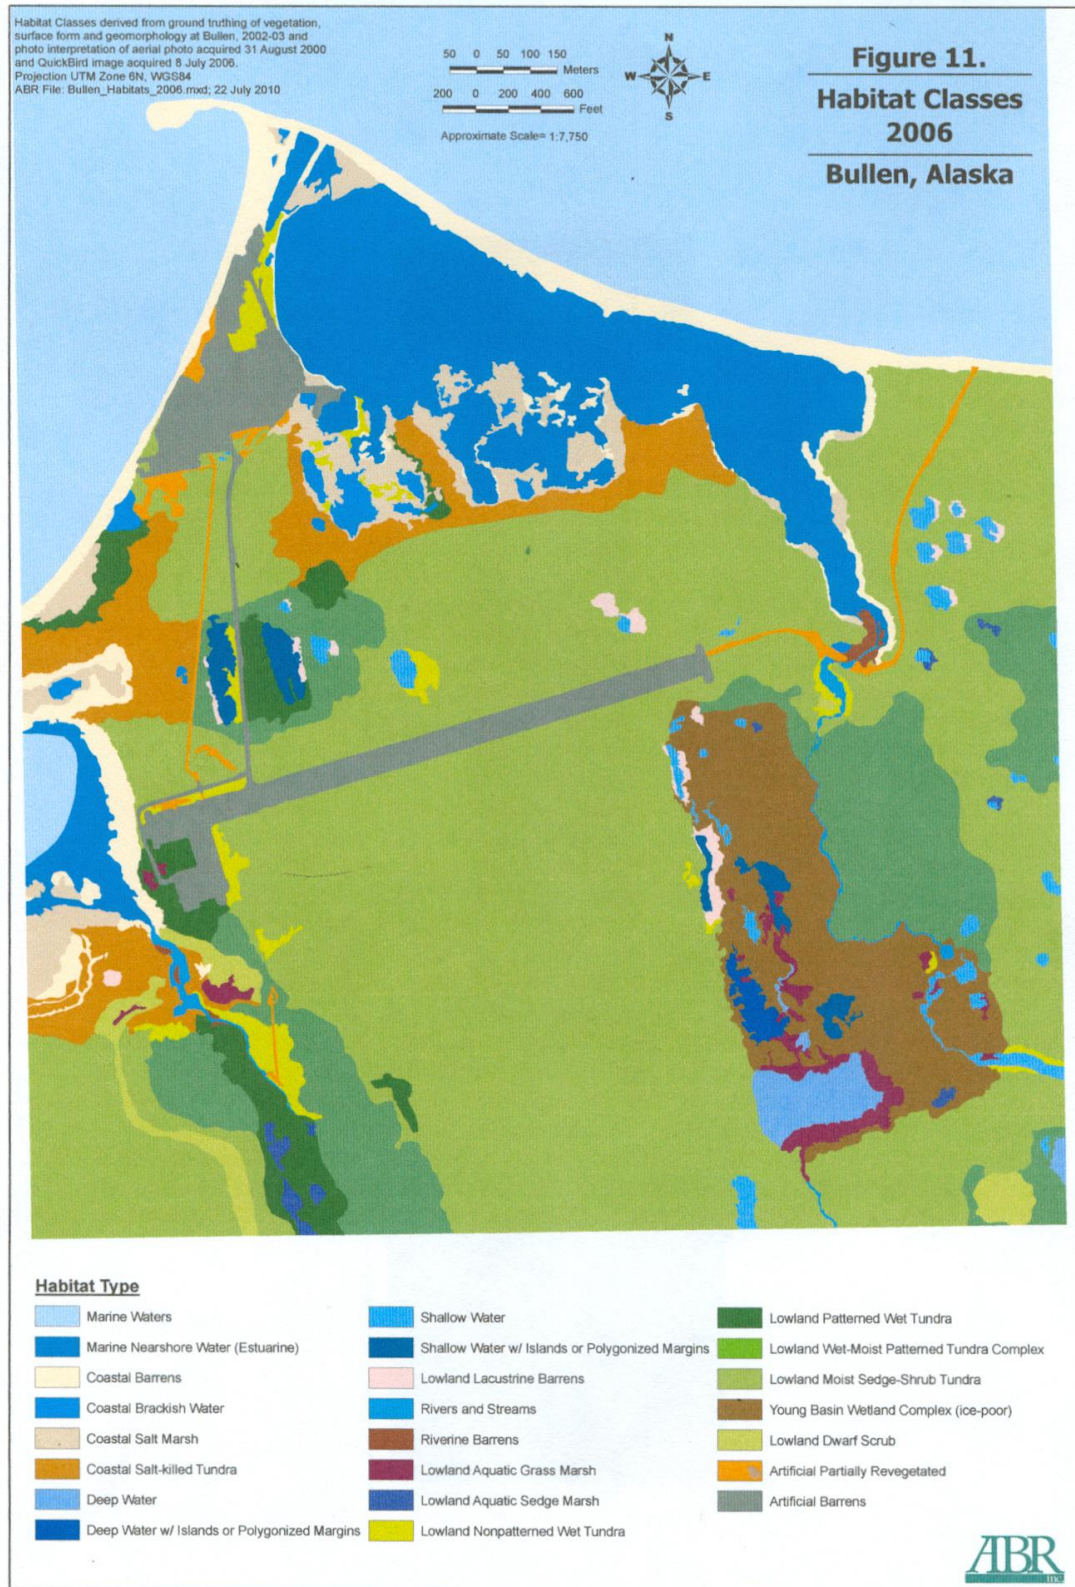 Habitat Classes derived from ground truthing of vegetation,
surface form and geomorphology at Bullen, 2002-03 and
photo interpretation of aerial photo acquired 31 August 2000
and QuickBird image acquired 8 July 2006.
Projection UTM Zone 6N, WGS84
ABR File: Bullen_Habitats_2006.mxd; 22 July 2010
50 0 50 100 150
Meters
200 0 200 400 600
Feet
Approximate Scale= 1:7,750
N
W E
S
Figure 11.
Habitat Classes
2006
Bullen, Alaska
Habitat Type
Marine Waters
Marine Nearshore Water (Estuarine)
Coastal Barrens
Coastal Brackish Water
Coastal Salt Marsh
Coastal Salt-killed Tundra
Deep Water
Deep Water w/ Islands or Polygonized Margins
Shallow Water
Shallow Water w/ Islands or Polygonized Margins
Lowland Lacustrine Barrens
Rivers and Streams
Riverine Barrens
Lowland Aquatic Grass Marsh
Lowland Aquatic Sedge Marsh
Lowland Nonpatterned Wet Tundra
Lowland Patterned Wet Tundra
Lowland Wet-Moist Patterned Tundra Complex
Lowland Moist Sedge-Shrub Tundra
Young Basin Wetland Complex (ice-poor)
Lowland Dwarf Scrub
Artificial Partially Revegetated
Artificial Barrens
ABR
inc.